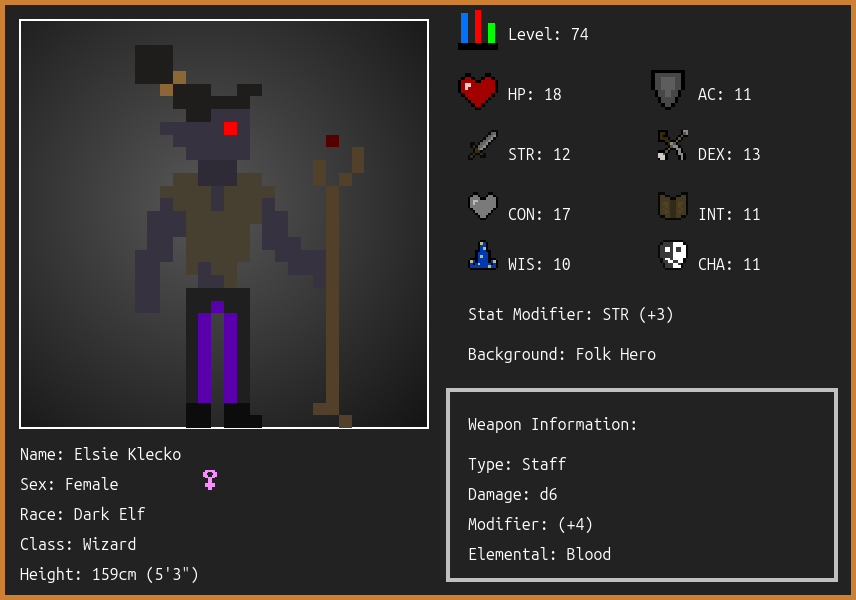 Level: 74
HP: 18
AC: 11
STR: 12
DEX: 13
CON: 17
INT: 11
WIS: 10
CHA: 11
Stat Modifier: STR (+3)
Background: Folk Hero
Weapon Information:
Type: Staff
Damage: d6
Modifier: (+4)
Elemental: Blood
Name: Elsie Klecko
Sex: Female
Race: Dark Elf
Class: Wizard
Height: 159cm (5'3")